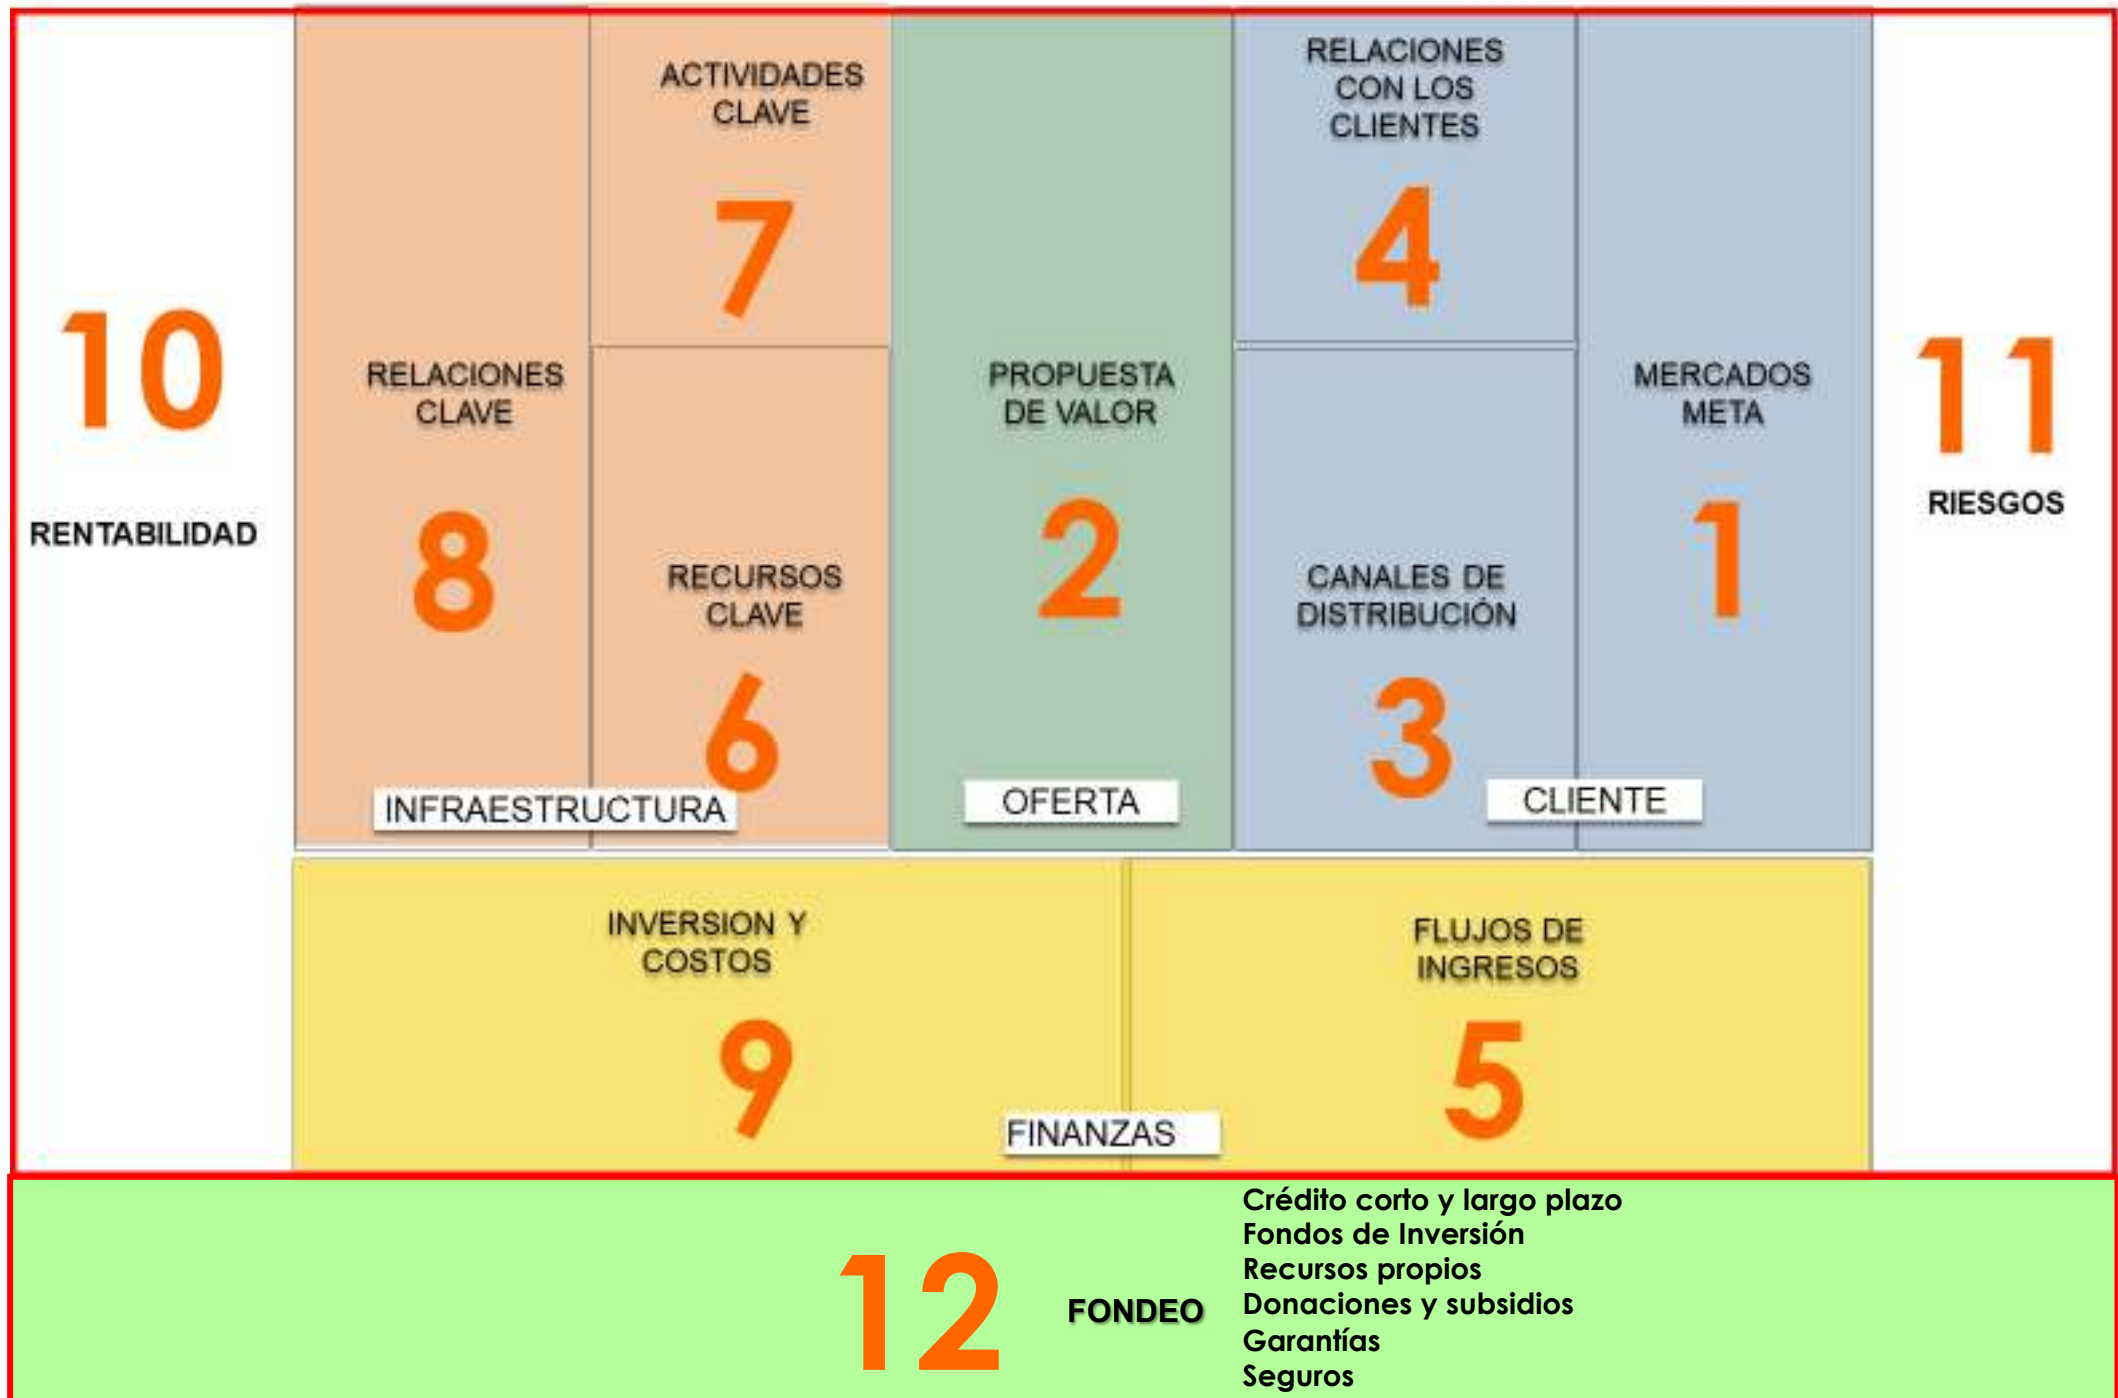 10
RENTABILIDAD
RELACIONES
CLAVE
8
ACTIVIDADES
CLAVE
7
RECURSOS
CLAVE
6
INFRAESTRUCTURA
PROPUESTA
DE VALOR
2
OFERTA
RELACIONES
CON LOS
CLIENTES
4
CANALES DE
DISTRIBUCIÓN
3
MERCADOS
META
1
CLIENTE
11
RIESGOS
INVERSION Y
COSTOS
9
FLUJOS DE
INGRESOS
5
FINANZAS
12
FONDEO
Crédito corto y largo plazo
Fondos de Inversión
Recursos propios
Donaciones y subsidios
Garantías
Seguros